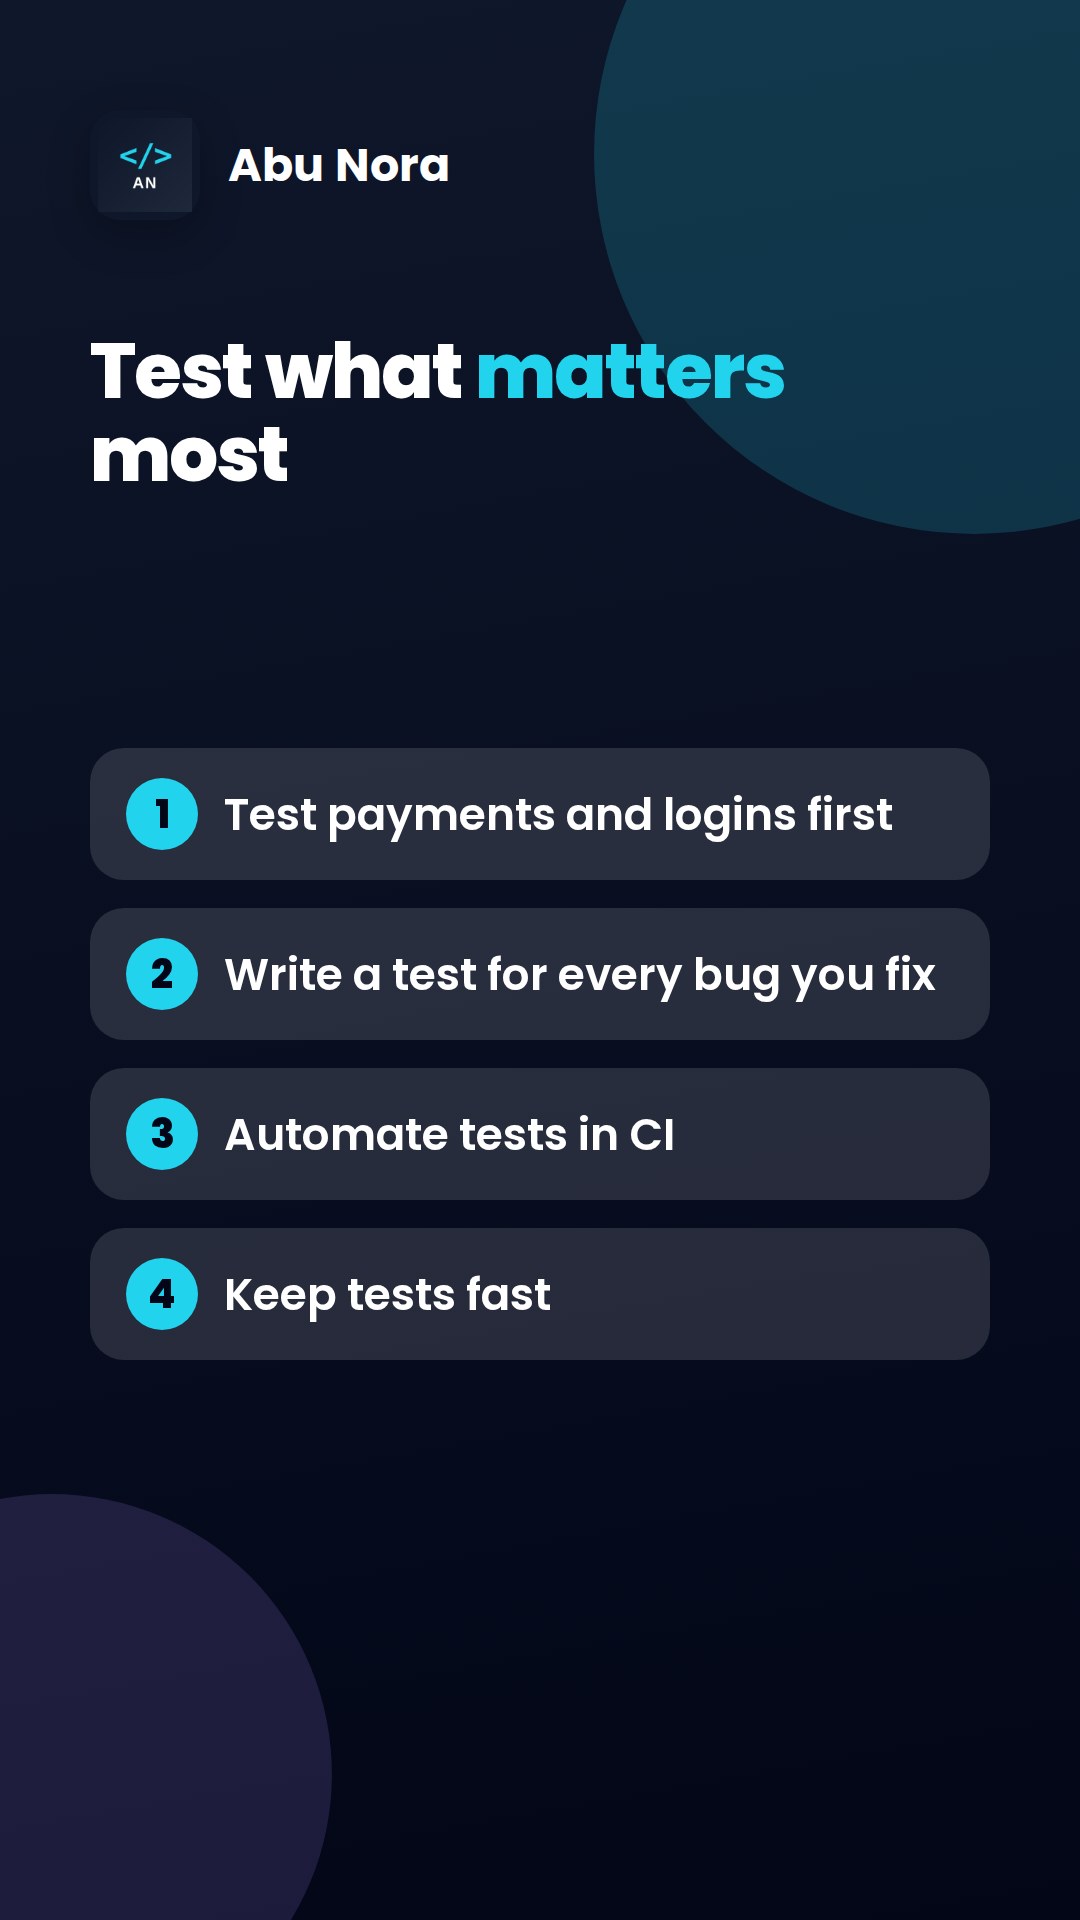 </>
AN
Abu Nora
Test what matters
most
1 Test payments and logins first
2 Write a test for every bug you fix
3 Automate tests in CI
4 Keep tests fast